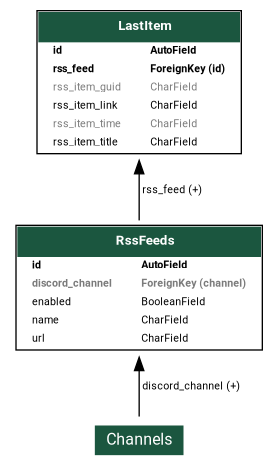 LastItem
id AutoField
rss_feed ForeignKey (id)
rss_item_guid CharField
rss_item_link CharField
rss_item_time CharField
rss_item_title CharField
rss_feed (+)
RssFeeds
id AutoField
discord_channel ForeignKey (channel)
enabled BooleanField
name CharField
url CharField
discord_channel (+)
Channels